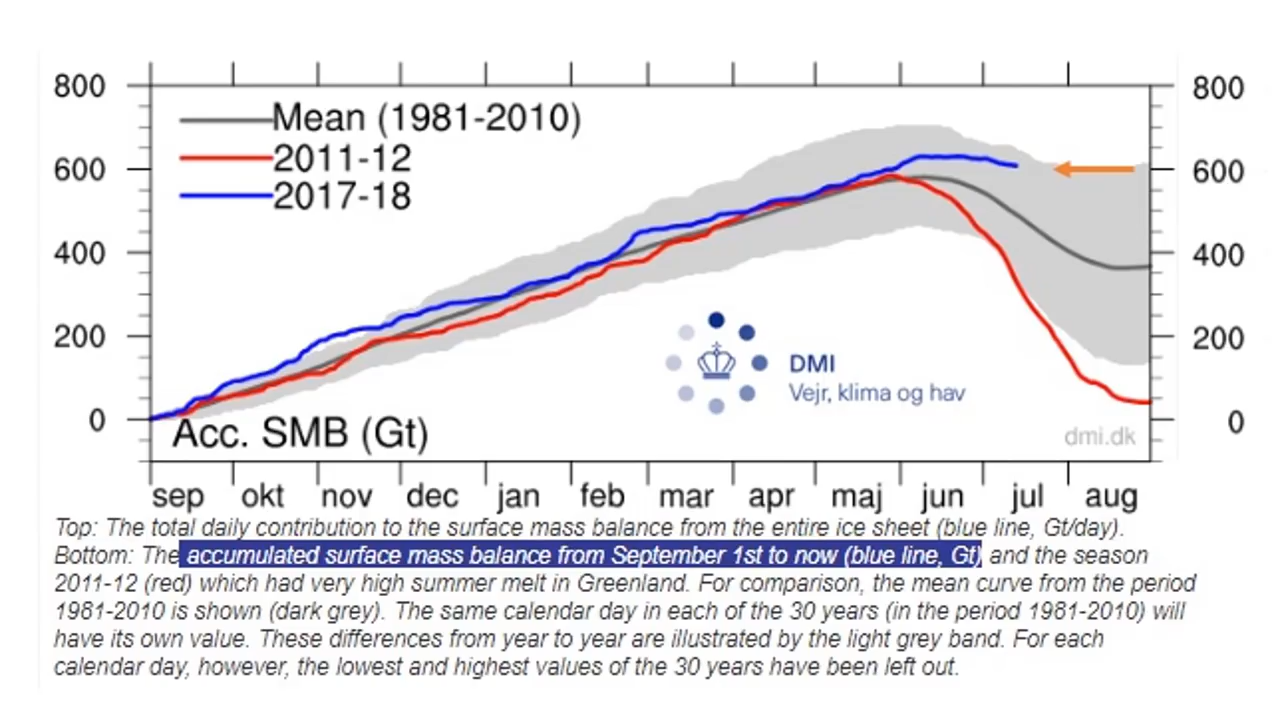 800
600
400
200
0
Mean (1981-2010)
2011-12
2017-18
800
600
400
200
0
DMI
Vejr, klima og hav
Acc. SMB (Gt)
dmi.dk
sep okt nov dec jan feb mar apr maj jun jul aug
Top: The total daily contribution to the surface mass balance from the entire ice sheet (blue line, Gt/day).
Bottom: The accumulated surface mass balance from September 1st to now (blue line, Gt) and the season
2011-12 (red) which had very high summer melt in Greenland. For comparison, the mean curve from the period
1981-2010 is shown (dark grey). The same calendar day in each of the 30 years (in the period 1981-2010) will
have its own value. These differences from year to year are illustrated by the light grey band. For each
calendar day, however, the lowest and highest values of the 30 years have been left out.